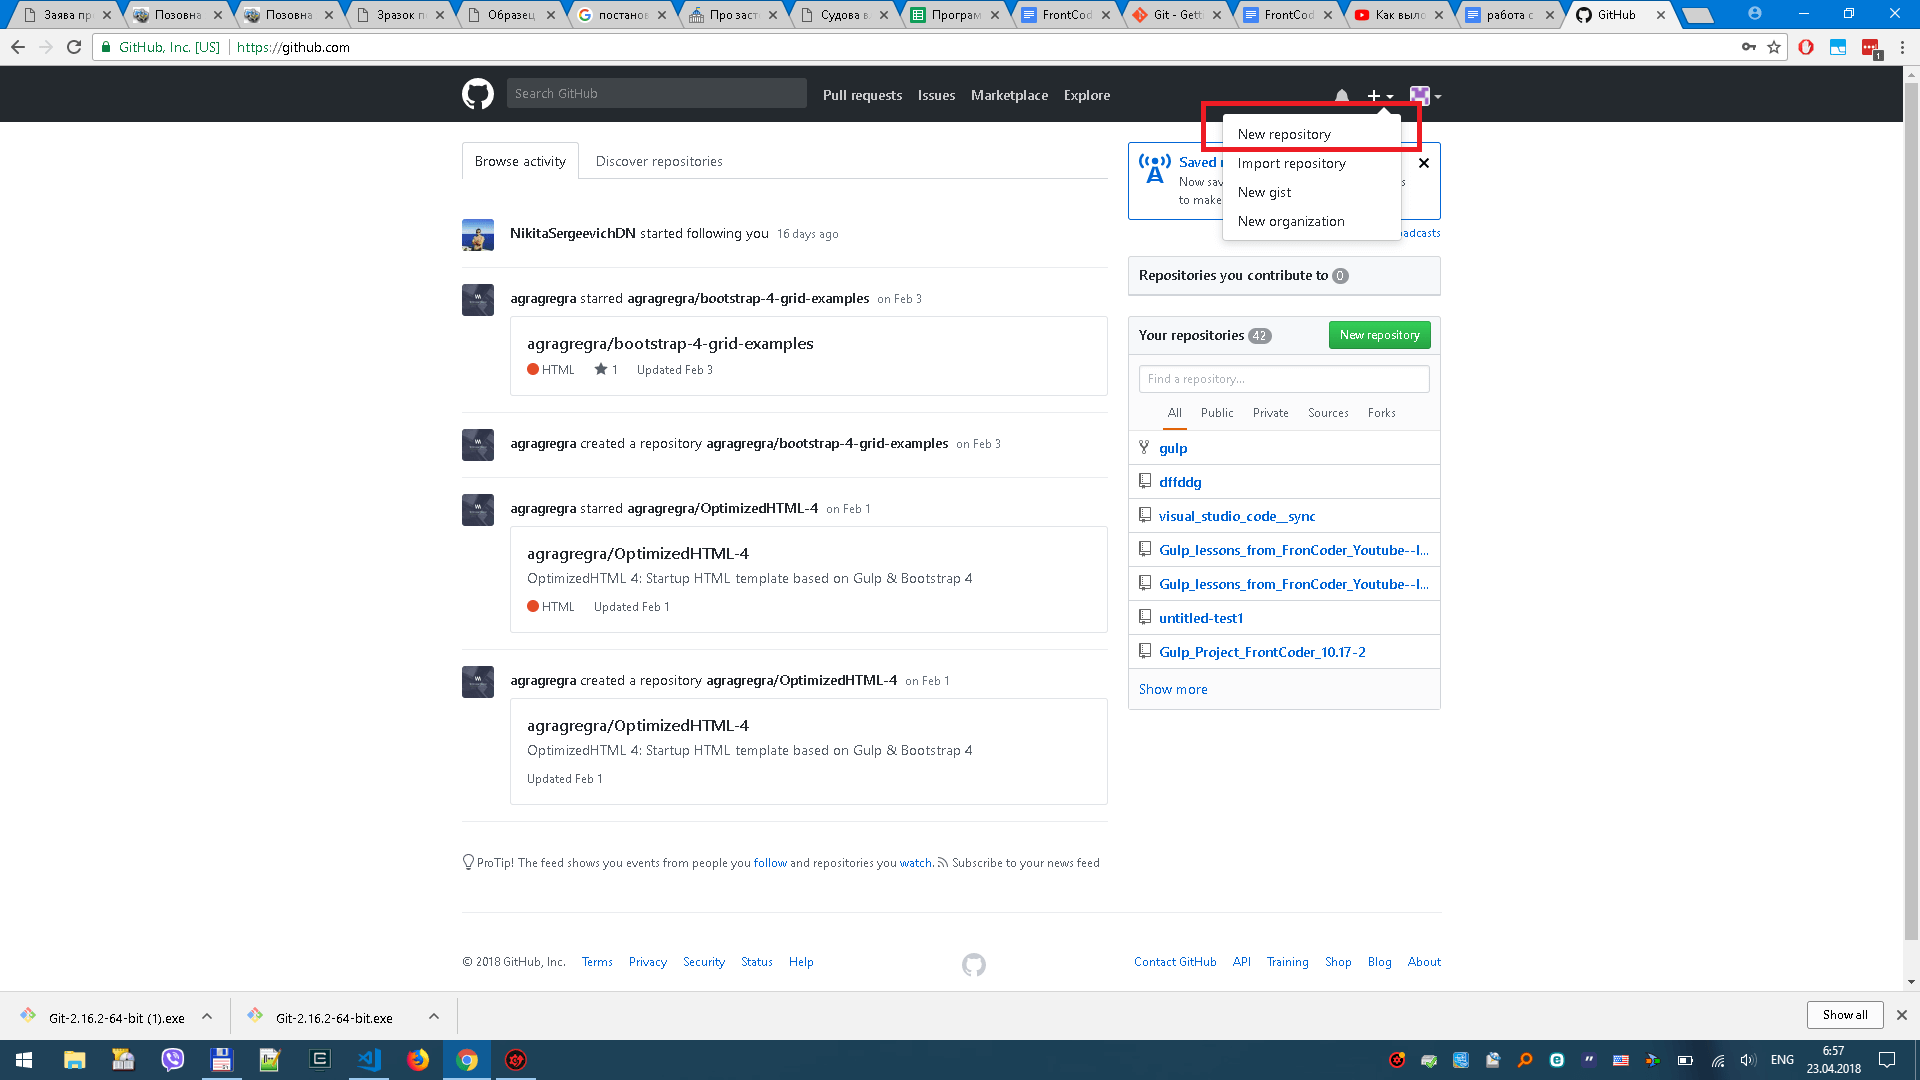 Заява пр
Позовна
Позовна
Зразок п
Образец
постанов
Про заст
Судова в
Програм
FrontCod
Git - Gett
FrontCod
Как выло
работа с
GitHub
GitHub, Inc. [US]
https://github.com
1
Search GitHub
Pull requests
Issues
Marketplace
Explore
New repository
Import repository
New gist
New organization
Browse activity
Discover repositories
Saved r
Now sav
s
to make
adcasts
NikitaSergeevichDN started following you 16 days ago
agragregra starred agragregra/bootstrap-4-grid-examples on Feb 3
agragregra/bootstrap-4-grid-examples
HTML 1 Updated Feb 3
agragregra created a repository agragregra/bootstrap-4-grid-examples on Feb 3
agragregra starred agragregra/OptimizedHTML-4 on Feb 1
agragregra/OptimizedHTML-4
OptimizedHTML 4: Startup HTML template based on Gulp & Bootstrap 4
HTML Updated Feb 1
agragregra created a repository agragregra/OptimizedHTML-4 on Feb 1
agragregra/OptimizedHTML-4
OptimizedHTML 4: Startup HTML template based on Gulp & Bootstrap 4
Updated Feb 1
ProTip! The feed shows you events from people you follow and repositories you watch. Subscribe to your news feed
Repositories you contribute to 0
Your repositories 42
New repository
Find a repository...
All Public Private Sources Forks
gulp
dffddg
visual_studio_code__sync
Gulp_lessons_from_FronCoder_Youtube--l...
Gulp_lessons_from_FronCoder_Youtube--l...
untitled-test1
Gulp_Project_FrontCoder_10.17-2
Show more
© 2018 GitHub, Inc. Terms Privacy Security Status Help
Contact GitHub API Training Shop Blog About
Git-2.16.2-64-bit (1).exe
Git-2.16.2-64-bit.exe
Show all
ENG
6:57
23.04.2018